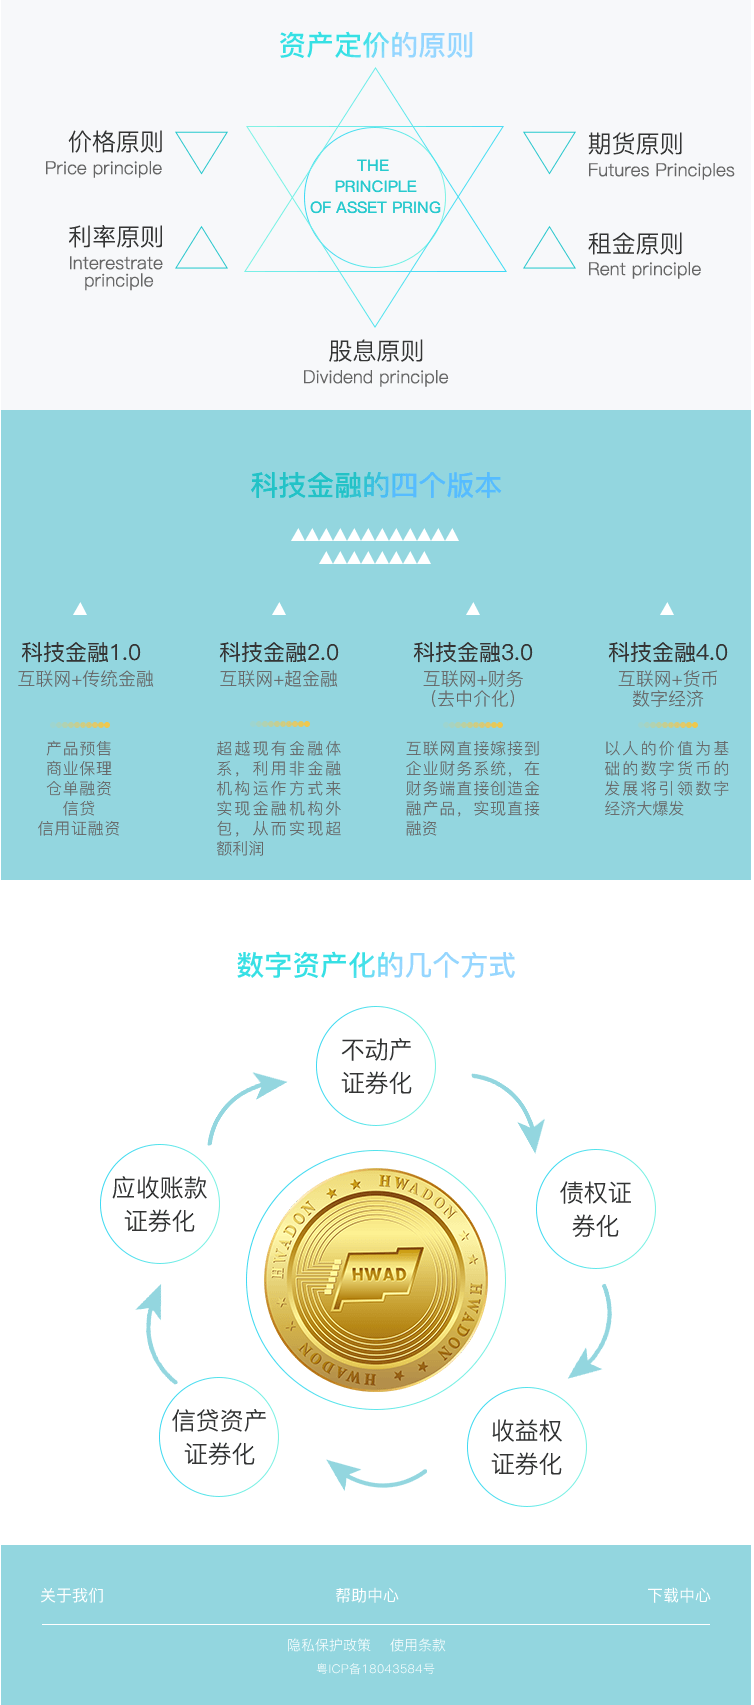 资产定价的原则
价格原则
Price principle
期货原则
Futures Principles
THE
PRINCIPLE
OF ASSET PRING
利率原则
Interestrate
principle
租金原则
Rent principle
股息原则
Dividend principle
科技金融的四个版本
科技金融1.0
互联网+传统金融
产品预售
商业保理
仓单融资
信贷
信用证融资
科技金融2.0
互联网+超金融
超越现有金融体
系，利用非金融
机构运作方式来
实现金融机构外
包，从而实现超
额利润
科技金融3.0
互联网+财务
（去中介化）
互联网直接嫁接到
企业财务系统，在
财务端直接创造金
融产品，实现直接
融资
科技金融4.0
互联网+货币
数字经济
以人的价值为基
础的数字货币的
发展将引领数字
经济大爆发
数字资产化的几个方式
不动产
证券化
应收账款
证券化
债权证
券化
HWADON
HWADON
HWADON
HWADON
HWAD
信贷资产
证券化
收益权
证券化
关于我们
帮助中心
下载中心
隐私保护政策 使用条款
粤ICP备18043584号